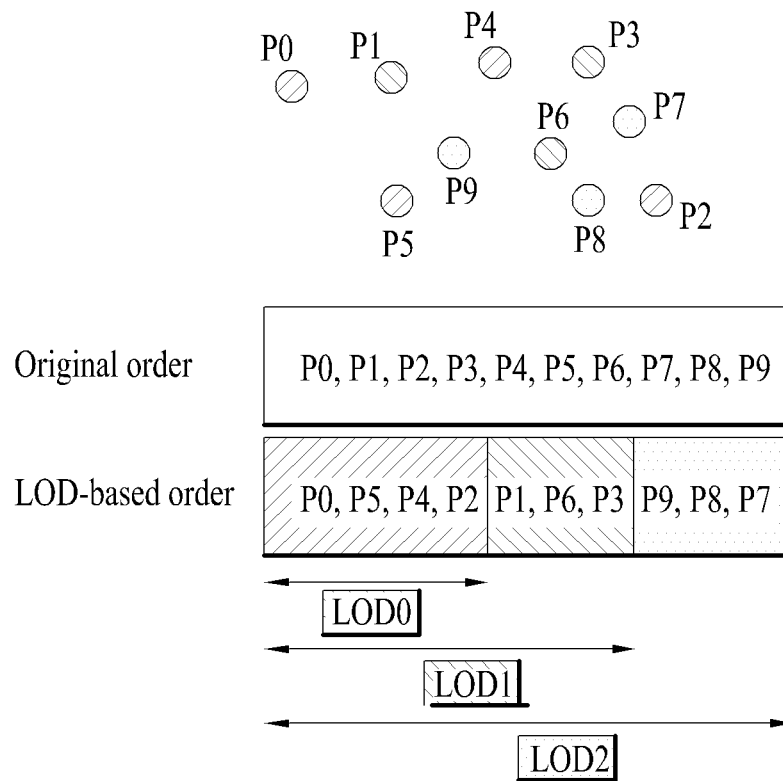 P4
P3
P0
P1
P7
P6
P9
P2
P5
P8
Original order
P0, P1, P2, P3, P4, P5, P6, P7, P8, P9
LOD-based order
P0, P5, P4, P2
P1, P6, P3
P9, P8, P7
LOD0
LOD1
LOD2